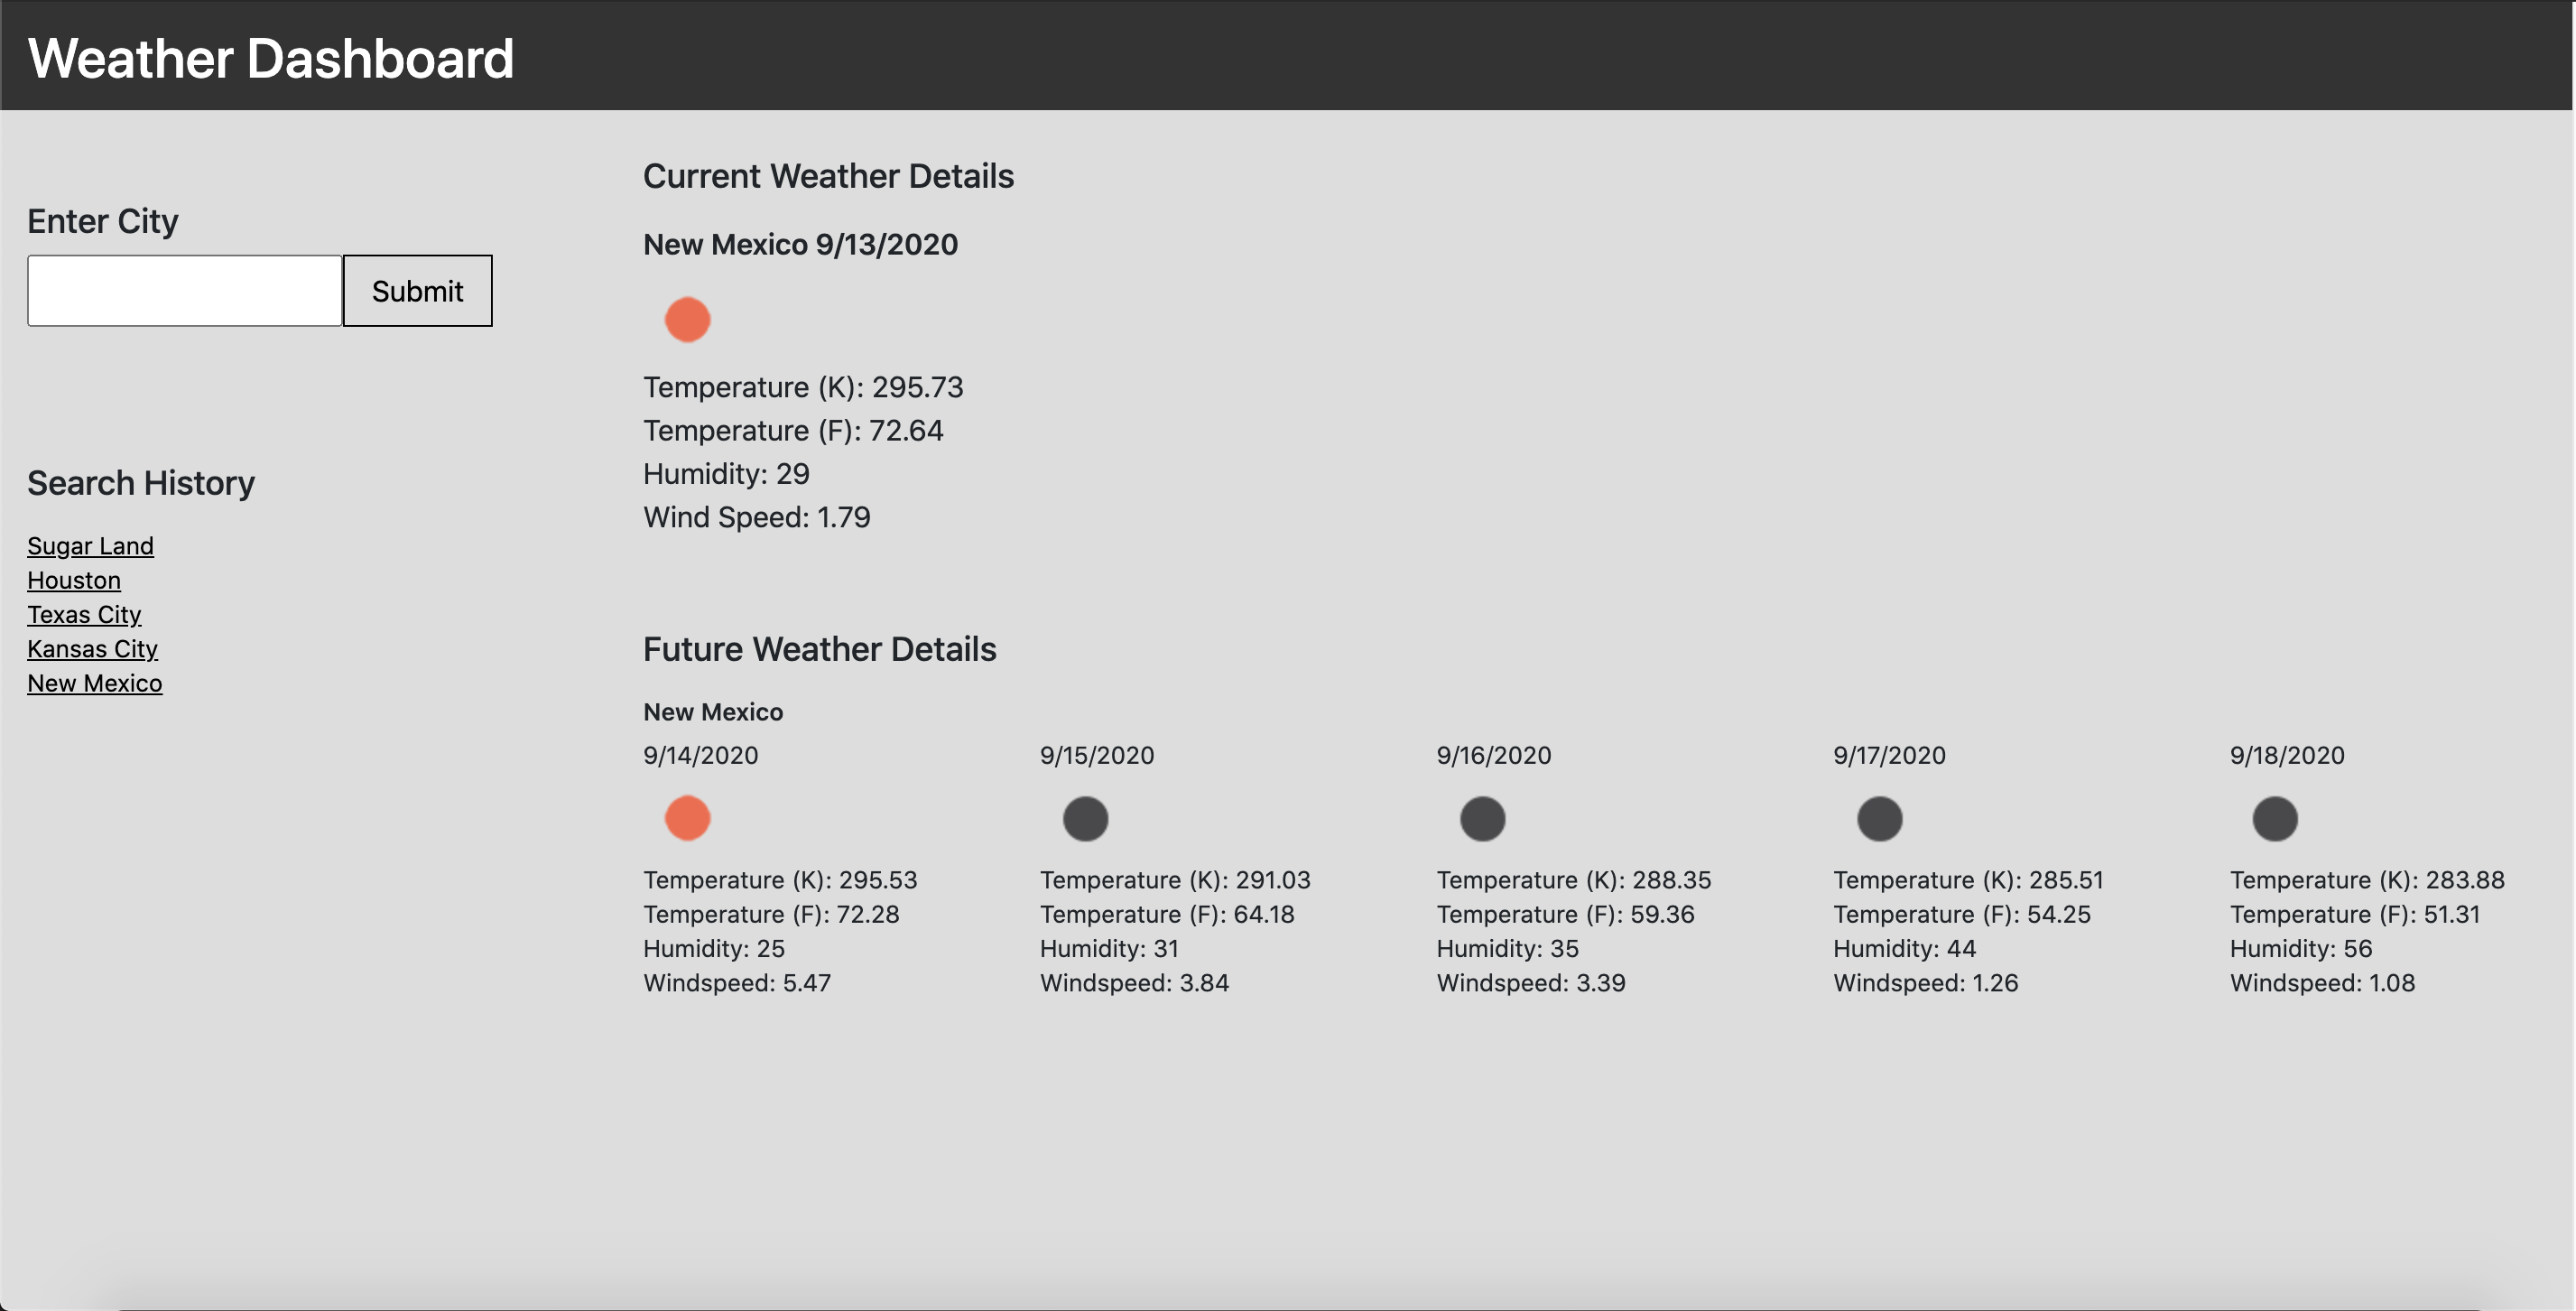 Weather Dashboard
Enter City
Submit
Search History
Sugar Land
Houston
Texas City
Kansas City
New Mexico
Current Weather Details
New Mexico 9/13/2020
Temperature (K): 295.73
Temperature (F): 72.64
Humidity: 29
Wind Speed: 1.79
Future Weather Details
New Mexico
9/14/2020
Temperature (K): 295.53
Temperature (F): 72.28
Humidity: 25
Windspeed: 5.47
9/15/2020
Temperature (K): 291.03
Temperature (F): 64.18
Humidity: 31
Windspeed: 3.84
9/16/2020
Temperature (K): 288.35
Temperature (F): 59.36
Humidity: 35
Windspeed: 3.39
9/17/2020
Temperature (K): 285.51
Temperature (F): 54.25
Humidity: 44
Windspeed: 1.26
9/18/2020
Temperature (K): 283.88
Temperature (F): 51.31
Humidity: 56
Windspeed: 1.08